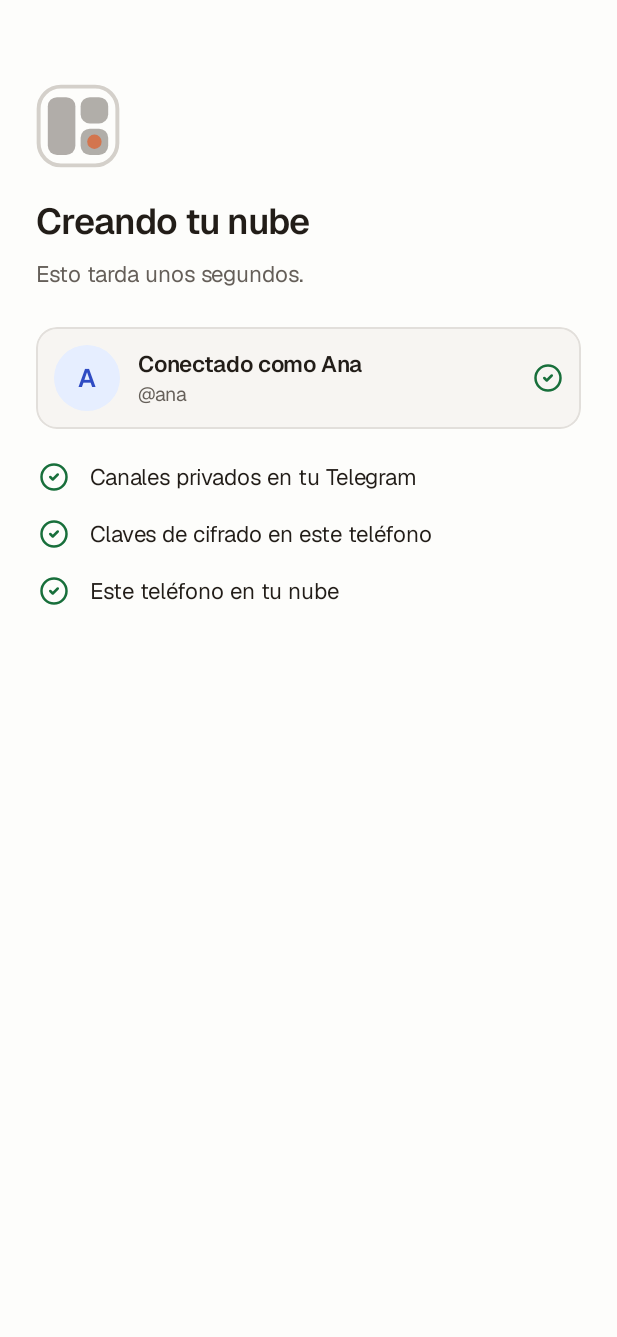 Creando tu nube
Esto tarda unos segundos.
A
Conectado como Ana
@ana
Canales privados en tu Telegram
Claves de cifrado en este teléfono
Este teléfono en tu nube